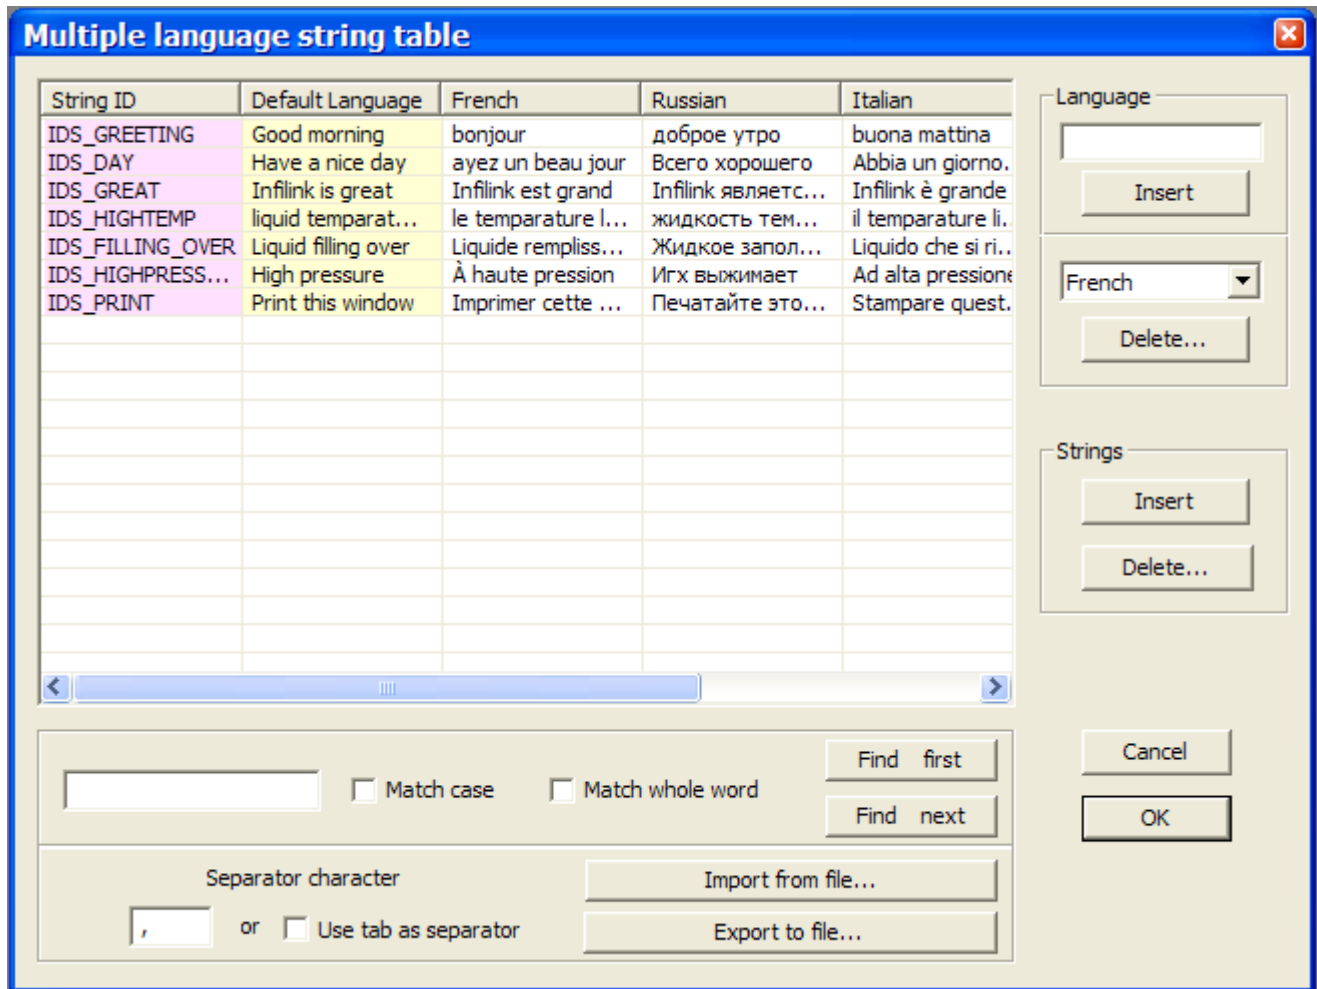 Multiple language string table
String ID Default Language French Russian Italian
IDS_GREETING Good morning bonjour доброе утро buona mattina
IDS_DAY Have a nice day ayez un beau jour Всего хорошего Abbia un giorno.
IDS_GREAT Infilink is great Infilink est grand Infilink являетс... Infilink è grande
IDS_HIGHTEMP liquid temparat... le temparature l... жидкость тем... il temparature li..
IDS_FILLING_OVER Liquid filling over Liquide rempliss... Жидкое запол... Liquido che si ri..
IDS_HIGHPRESS... High pressure À haute pression Игх выжимает Ad alta pressione
IDS_PRINT Print this window Imprimer cette ... Печатайте это... Stampare quest.
Language
Insert
French
Delete...
Strings
Insert
Delete...
Find first
Match case Match whole word
Find next
Cancel
OK
Separator character
, or Use tab as separator
Import from file...
Export to file...